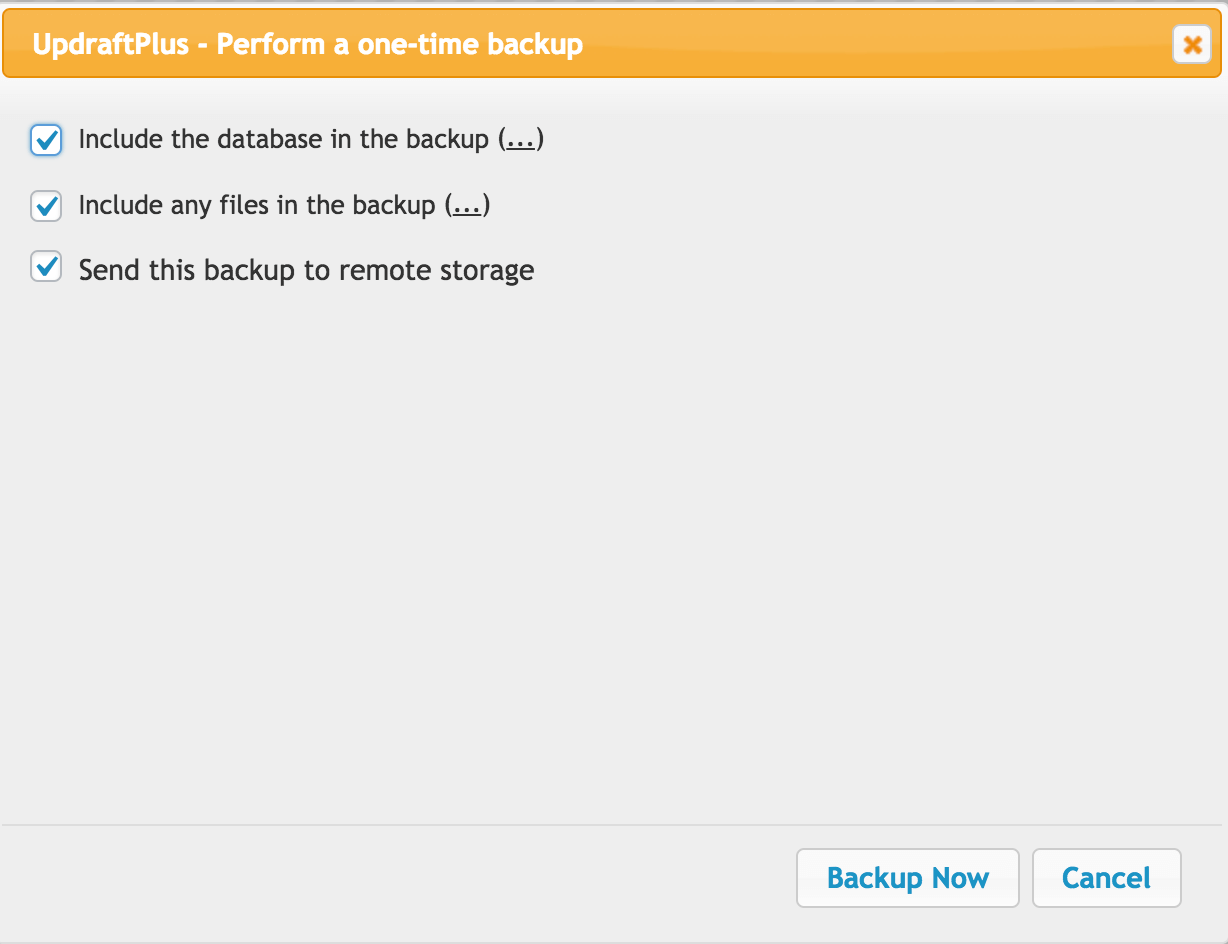 UpdraftPlus - Perform a one-time backup
Include the database in the backup (...)
Include any files in the backup (...)
Send this backup to remote storage
Backup Now
Cancel